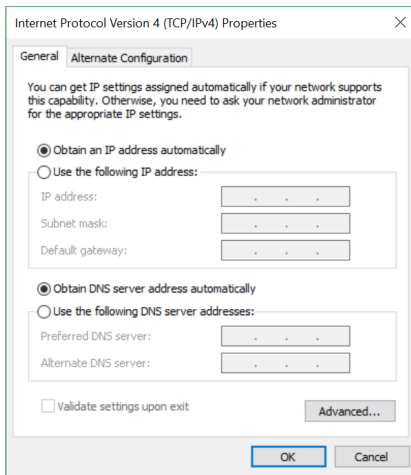 Internet Protocol Version 4 (TCP/IPv4) Properties
General Alternate Configuration
You can get IP settings assigned automatically if your network supports
this capability. Otherwise, you need to ask your network administrator
for the appropriate IP settings.
Obtain an IP address automatically
Use the following IP address:
IP address:
Subnet mask:
Default gateway:
Obtain DNS server address automatically
Use the following DNS server addresses:
Preferred DNS server:
Alternate DNS server:
Validate settings upon exit
Advanced...
OK Cancel